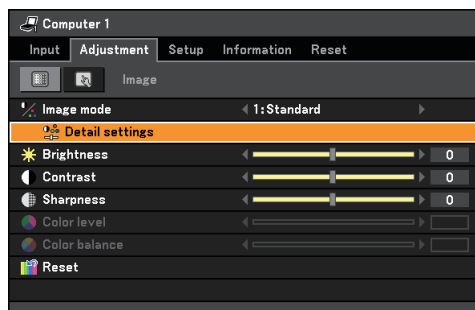 Computer 1
Input Adjustment Setup Information Reset
Image
Image mode 1:Standard
Detail settings
Brightness 0
Contrast 0
Sharpness 0
Color level
Color balance
Reset